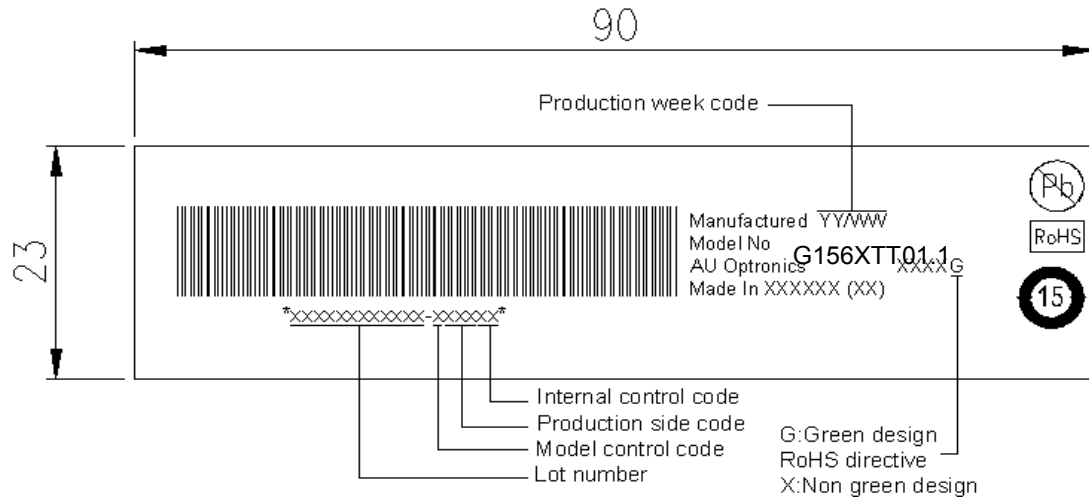 90
Production week code
23
Manufactured YY/WW
Model No
G156XTT01.1
AU Optronics XXXXG
Made In XXXXXX (XX)
Pb
RoHS
15
*XXXXXXXXXXXX-XXXXXX*
Internal control code
Production side code
Model control code
Lot number
G:Green design
RoHS directive
X:Non green design